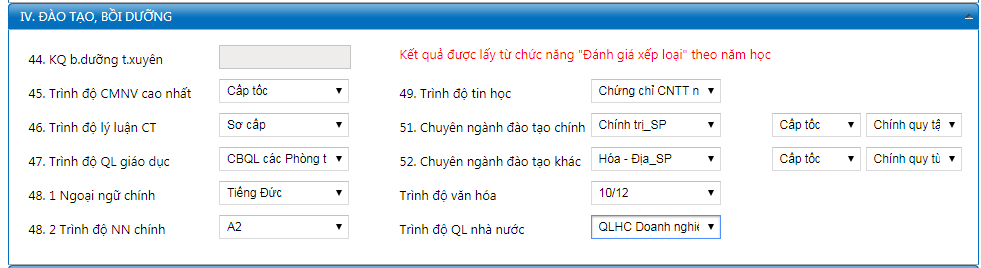 IV. ĐÀO TẠO, BỒI DƯỠNG
44. KQ b.dưỡng t.xuyên Kết quả được lấy từ chức năng "Đánh giá xếp loại" theo năm học
45. Trình độ CMNV cao nhất Cấp tốc 49. Trình độ tin học Chứng chỉ CNTT n
46. Trình độ lý luận CT Sơ cấp 51. Chuyên ngành đào tạo chính Chính trị_SP Cấp tốc Chính quy tậ
47. Trình độ QL giáo dục CBQL các Phòng t 52. Chuyên ngành đào tạo khác Hóa - Địa_SP Cấp tốc Chính quy từ
48. 1 Ngoại ngữ chính Tiếng Đức Trình độ văn hóa 10/12
48. 2 Trình độ NN chính A2 Trình độ QL nhà nước QLHC Doanh nghiệ